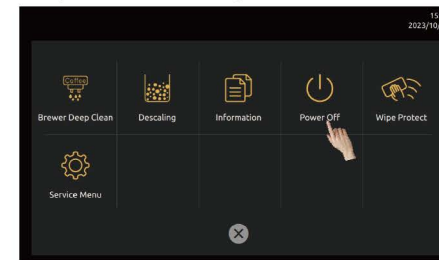 15
2023/10/
Coffee
Brewer Deep Clean
Descaling
Information
Power Off
Wipe Protect
Service Menu